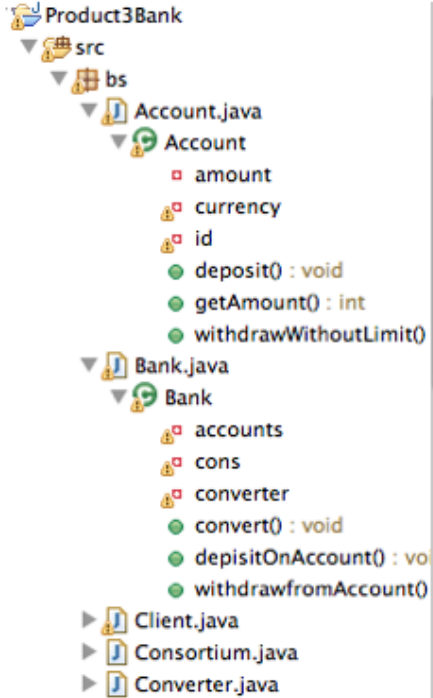 Product3Bank
src
bs
Account.java
Account
amount
currency
id
deposit() : void
getAmount() : int
withdrawWithoutLimit()
Bank.java
Bank
accounts
cons
converter
convert() : void
depisitOnAccount() : voi
withdrawfromAccount()
Client.java
Consortium.java
Converter.java